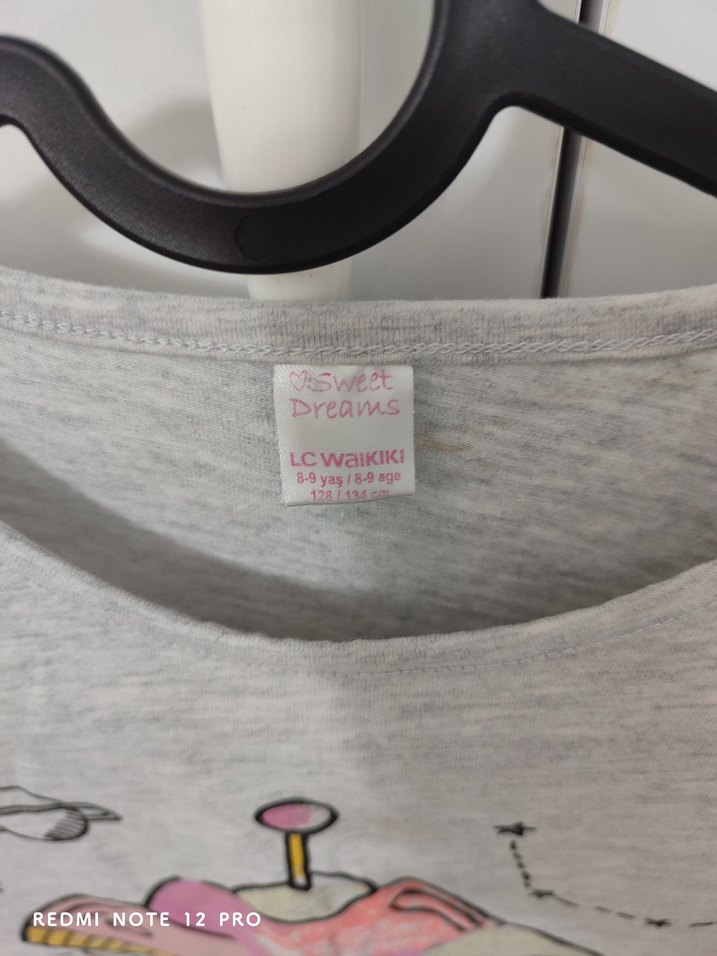 Sweet
Dreams
LC WAIKIKI
8-9 yaş / 8-9 age
128 / 134 cm
REDMI NOTE 12 PRO